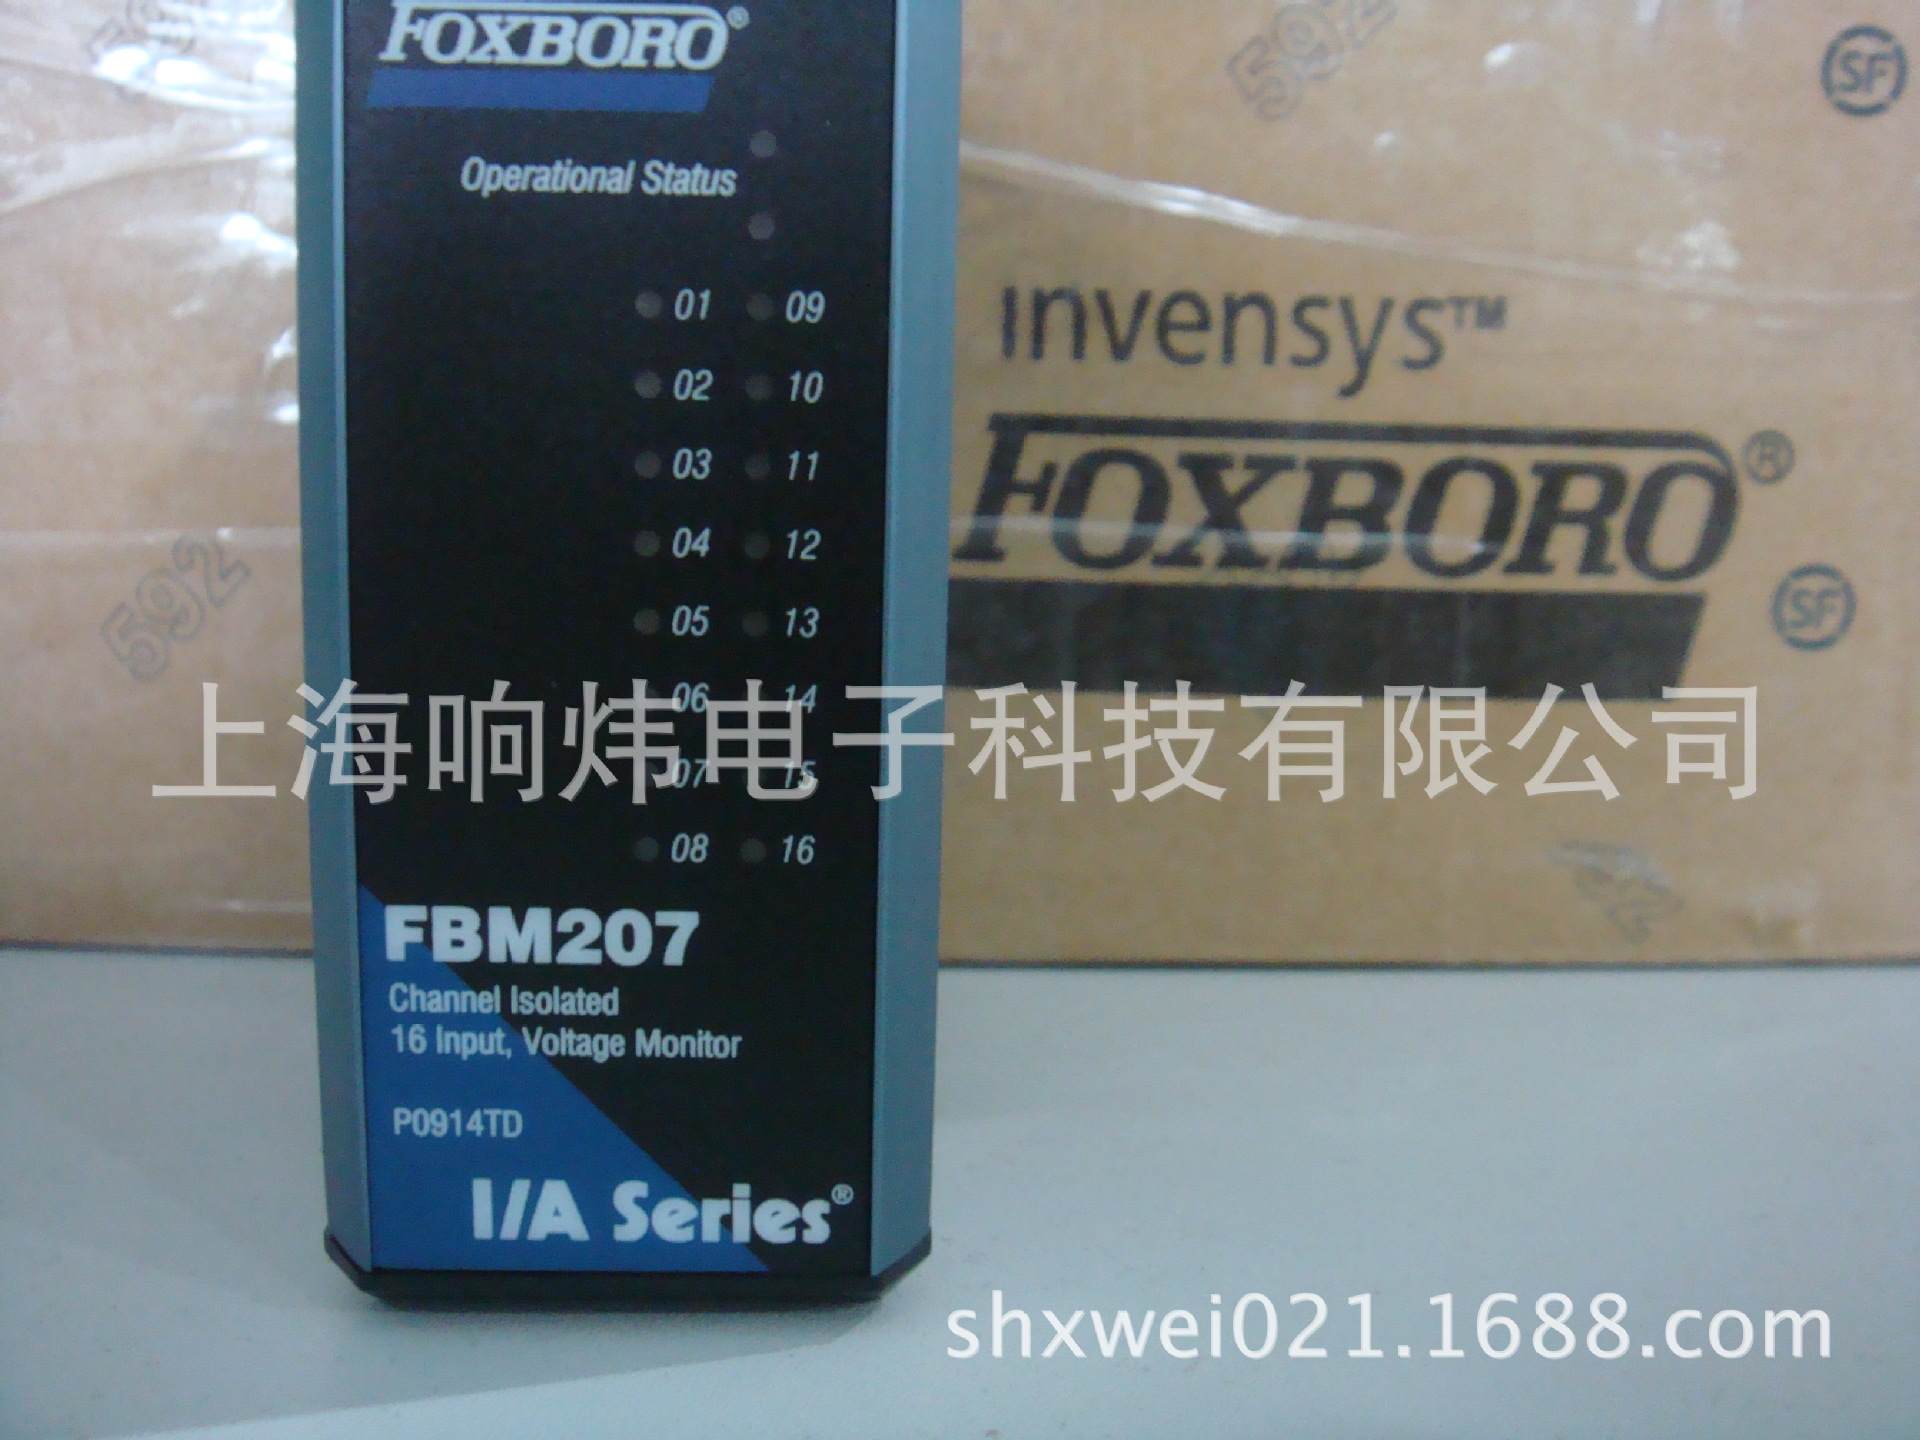 FOXBORO®
Operational Status
01 09
02 10
03 11
04 12
05 13
06 14
07 15
08 16
FBM207
Channel Isolated
16 Input, Voltage Monitor
P0914TD
I/A Series®
592
592
SF
invensys™
FOXBORO®
SF
上海响炜电子科技有限公司
shxwei021.1688.com